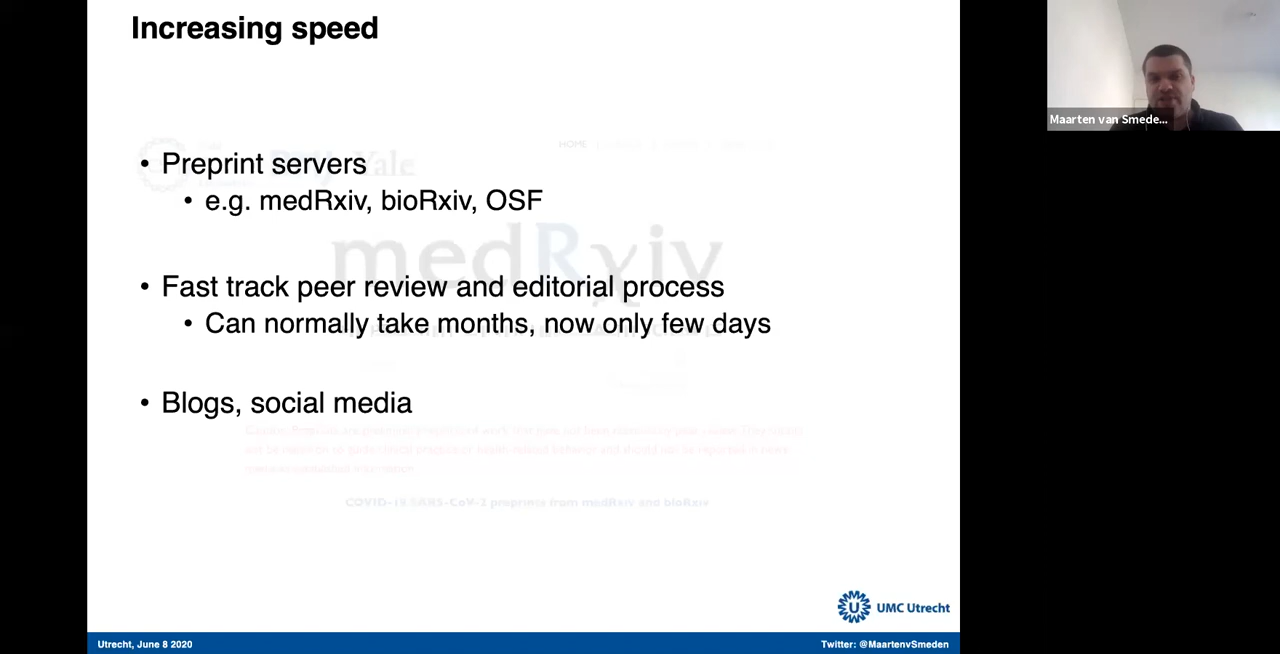 Increasing speed
HOME
Yale
• Preprint servers
• e.g. medRxiv, bioRxiv, OSF
medRxiv
• Fast track peer review and editorial process
• Can normally take months, now only few days
• Blogs, social media
COVID-19 SARS-CoV-2 preprints from medRxiv and bioRxiv
UMC Utrecht
Utrecht, June 8 2020
Twitter: @MaartenvSmeden
Maarten van Smede...